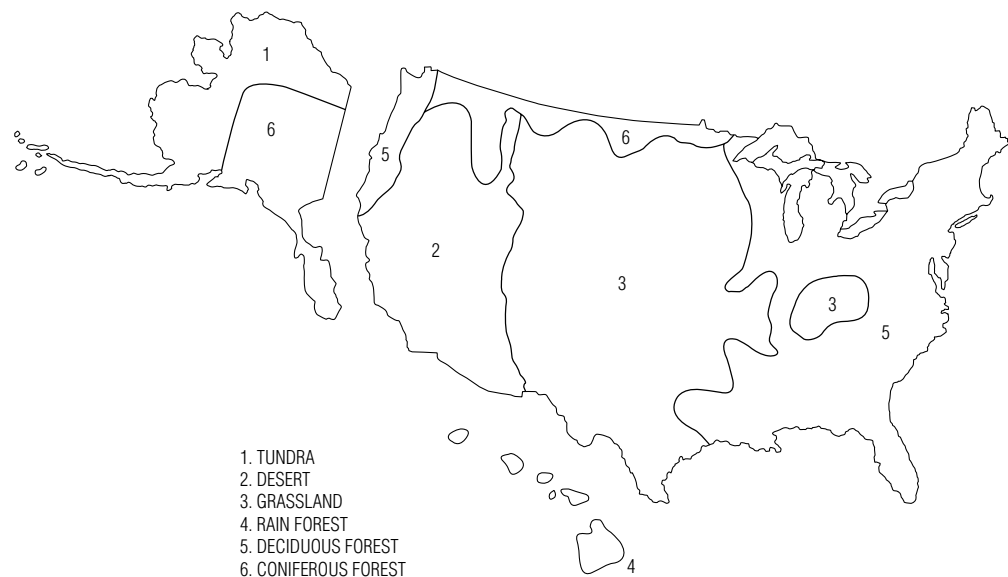 1
6
5
6
2
3
3
5
1. TUNDRA
2. DESERT
3. GRASSLAND
4. RAIN FOREST
5. DECIDUOUS FOREST
6. CONIFEROUS FOREST
4